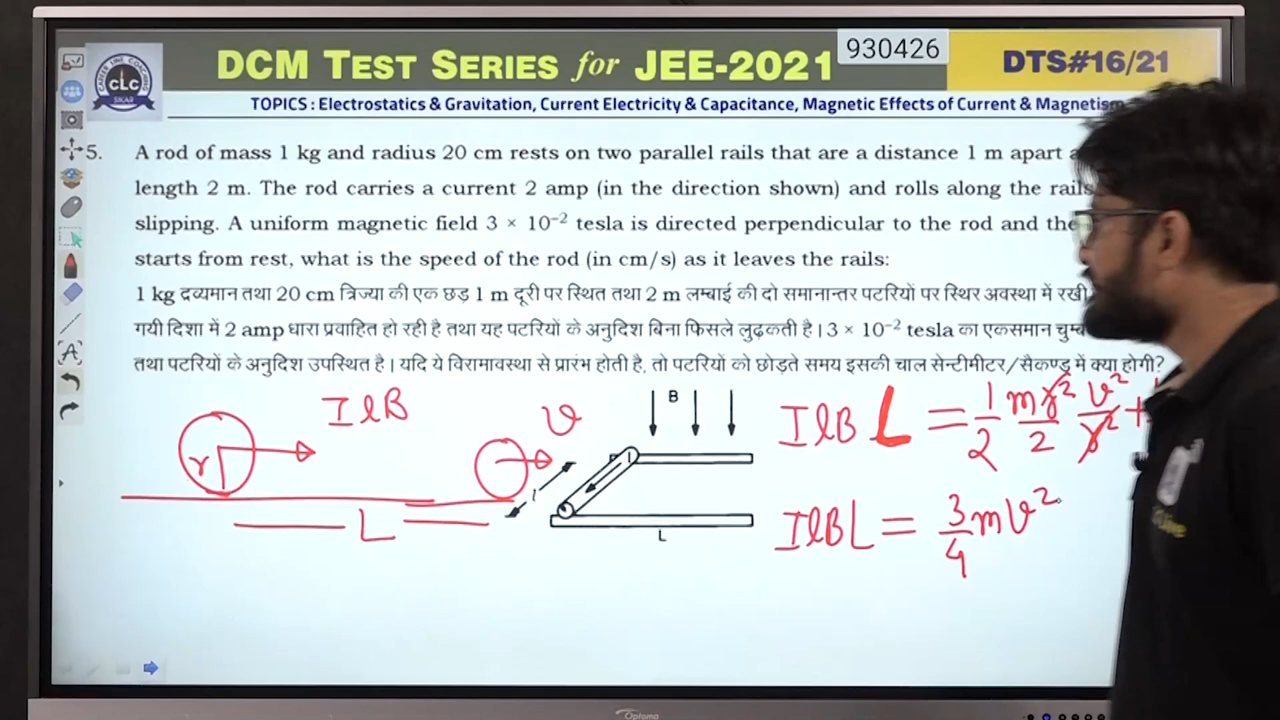 DCM TEST SERIES for JEE-2021
930426
DTS#16/21
CAREER LINE COACHING
CLC
SIKAR
TOPICS : Electrostatics & Gravitation, Current Electricity & Capacitance, Magnetic Effects of Current & Magnetism
5. A rod of mass 1 kg and radius 20 cm rests on two parallel rails that are a distance 1 m apart
length 2 m. The rod carries a current 2 amp (in the direction shown) and rolls along the rails
slipping. A uniform magnetic field 3 × 10⁻² tesla is directed perpendicular to the rod and the
starts from rest, what is the speed of the rod (in cm/s) as it leaves the rails:
1 kg द्रव्यमान तथा 20 cm त्रिज्या की एक छड़ 1 m दूरी पर स्थित तथा 2 m लम्बाई की दो समानान्तर पटरियों पर स्थिर अवस्था में रखी
गयी दिशा में 2 amp धारा प्रवाहित हो रही है तथा यह पटरियों के अनुदिश बिना फिसले लुढ़कती है। 3 × 10⁻² tesla का एकसमान
तथा पटरियों के अनुदिश उपस्थित है। यदि ये विरामावस्था से प्रारंभ होती है, तो पटरियों को छोड़ते समय इसकी चाल सेन्टीमीटर/सैकण्ड में क्या होगी?
IlB
r
v
L
B
l
L
IlB L = 1/2 mr²/2 v²/r² +
IlBL = 3/4 mv²
Optoma